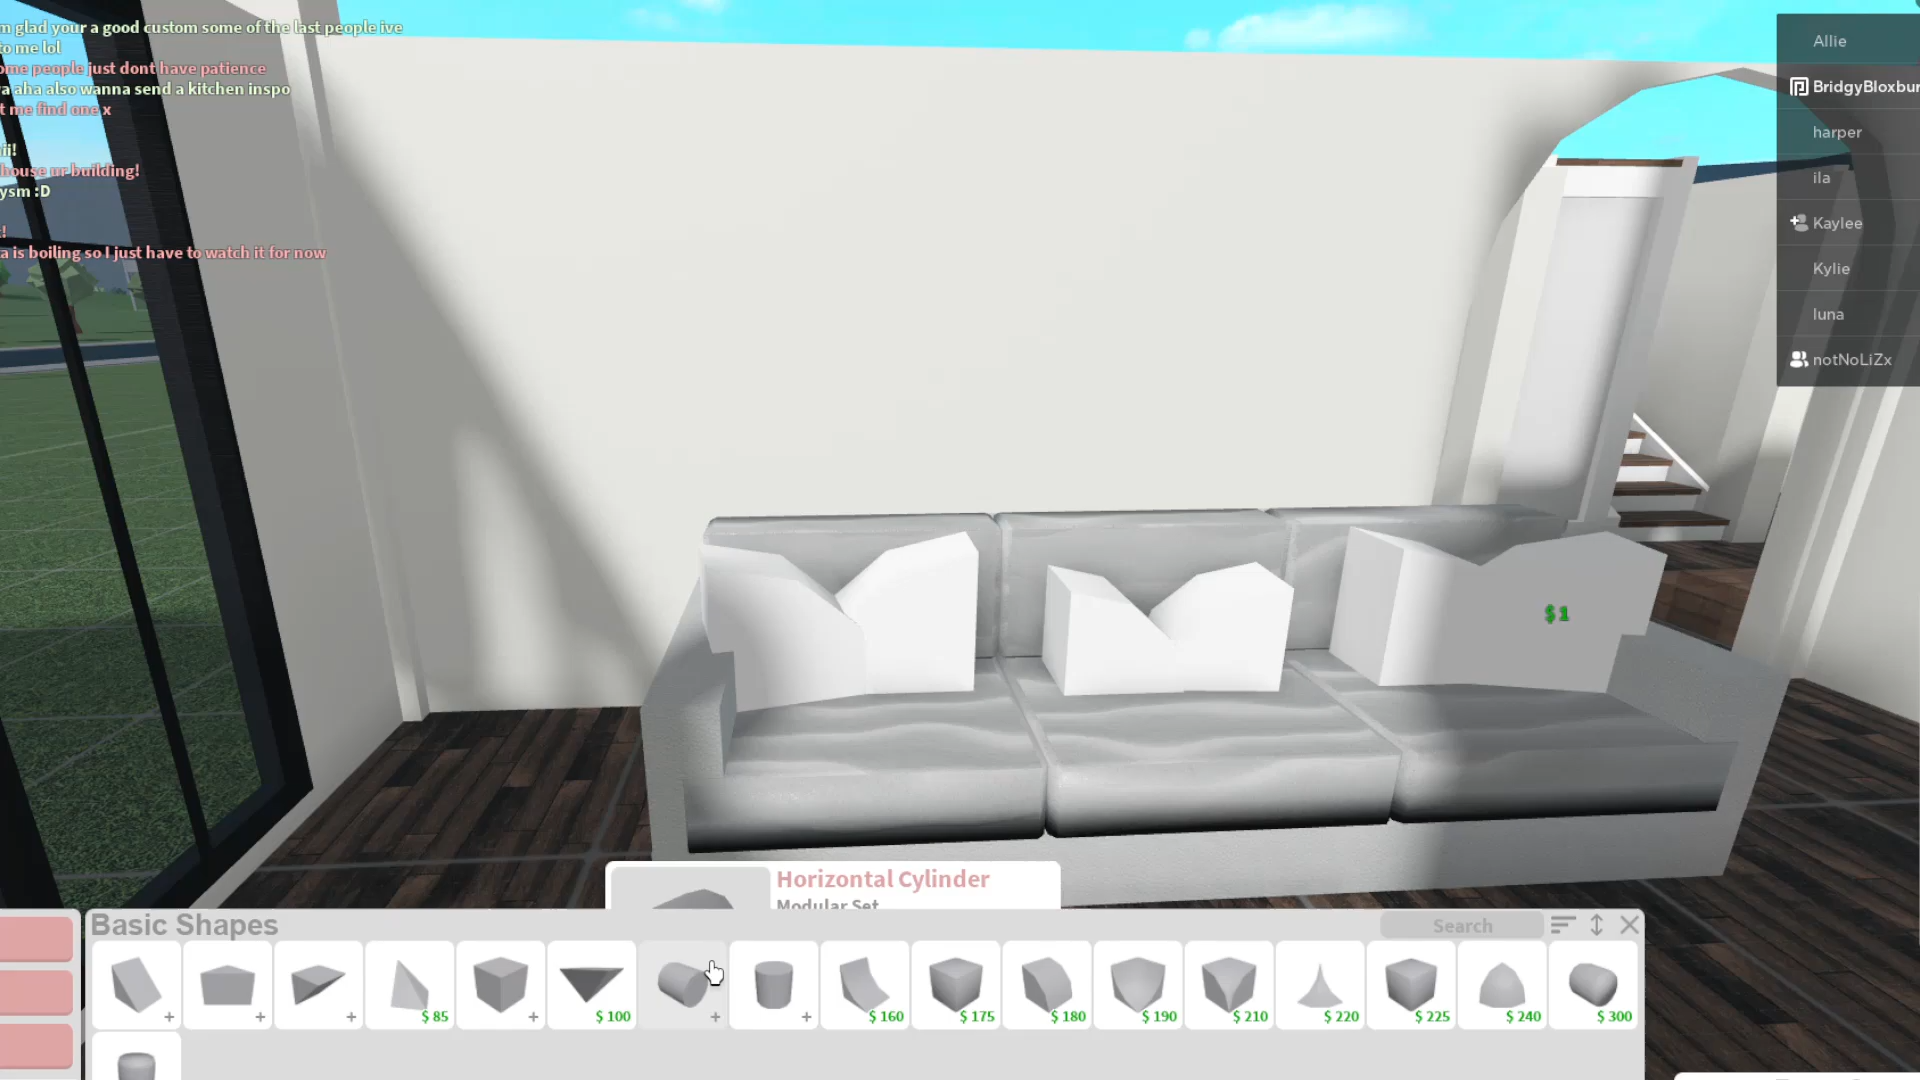 m glad your a good custom some of the last people ive
to me lol
ome people just dont have patience
a aha also wanna send a kitchen inspo
t me find one x
ii!
house ur building!
ysm :D
!
a is boiling so I just have to watch it for now
Allie
BridgyBloxbur
harper
ila
Kaylee
Kylie
luna
notNoLiZx
$1
Horizontal Cylinder
Modular Set
Basic Shapes
Search
+ + + $ 85 + $ 100 + + $ 160 $ 175 $ 180 $ 190 $ 210 $ 220 $ 225 $ 240 $ 300